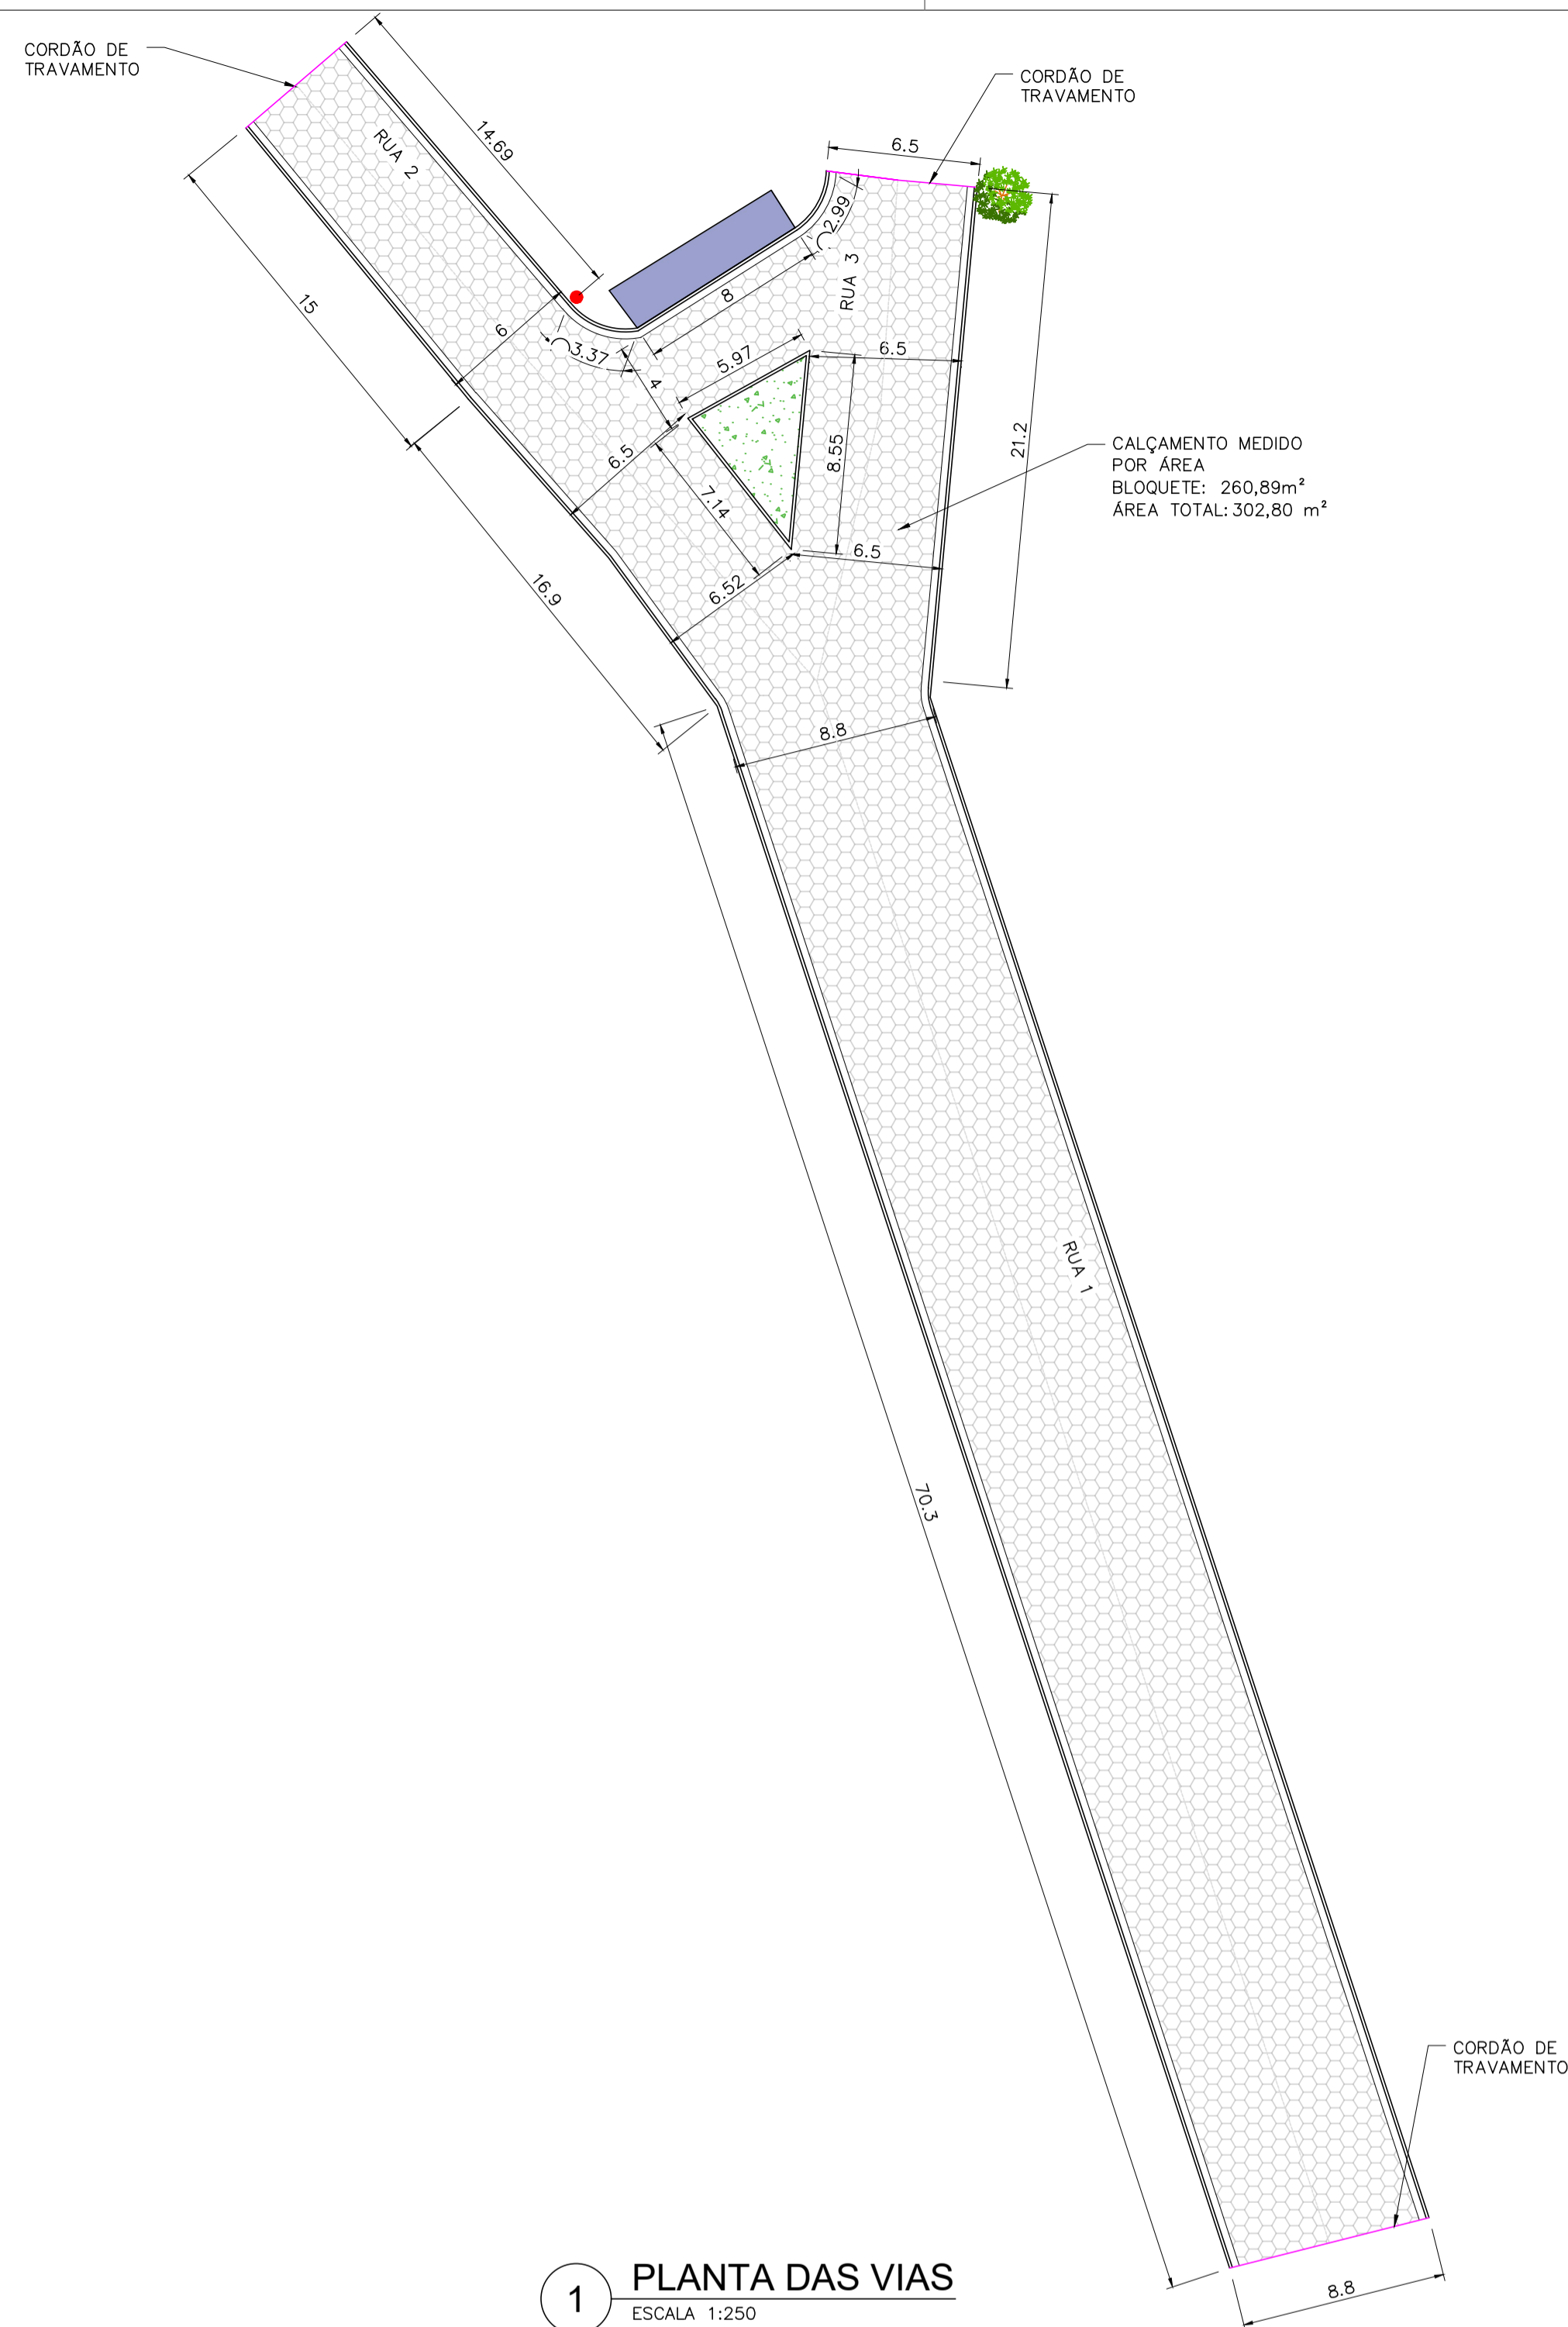 CORDÃO DE
TRAVAMENTO
14.69
RUA 2
CORDÃO DE
TRAVAMENTO
6.5
2.99
RUA 3
8
15
6
3.37
4
5.97
6.5
21.2
6.5
8.55
7.14
CALÇAMENTO MEDIDO
POR ÁREA
BLOQUETE: 260,89m²
ÁREA TOTAL: 302,80 m²
6.5
6.52
16.9
8.8
RUA 1
70.3
CORDÃO DE
TRAVAMENTO
8.8
1
PLANTA DAS VIAS
ESCALA 1:250